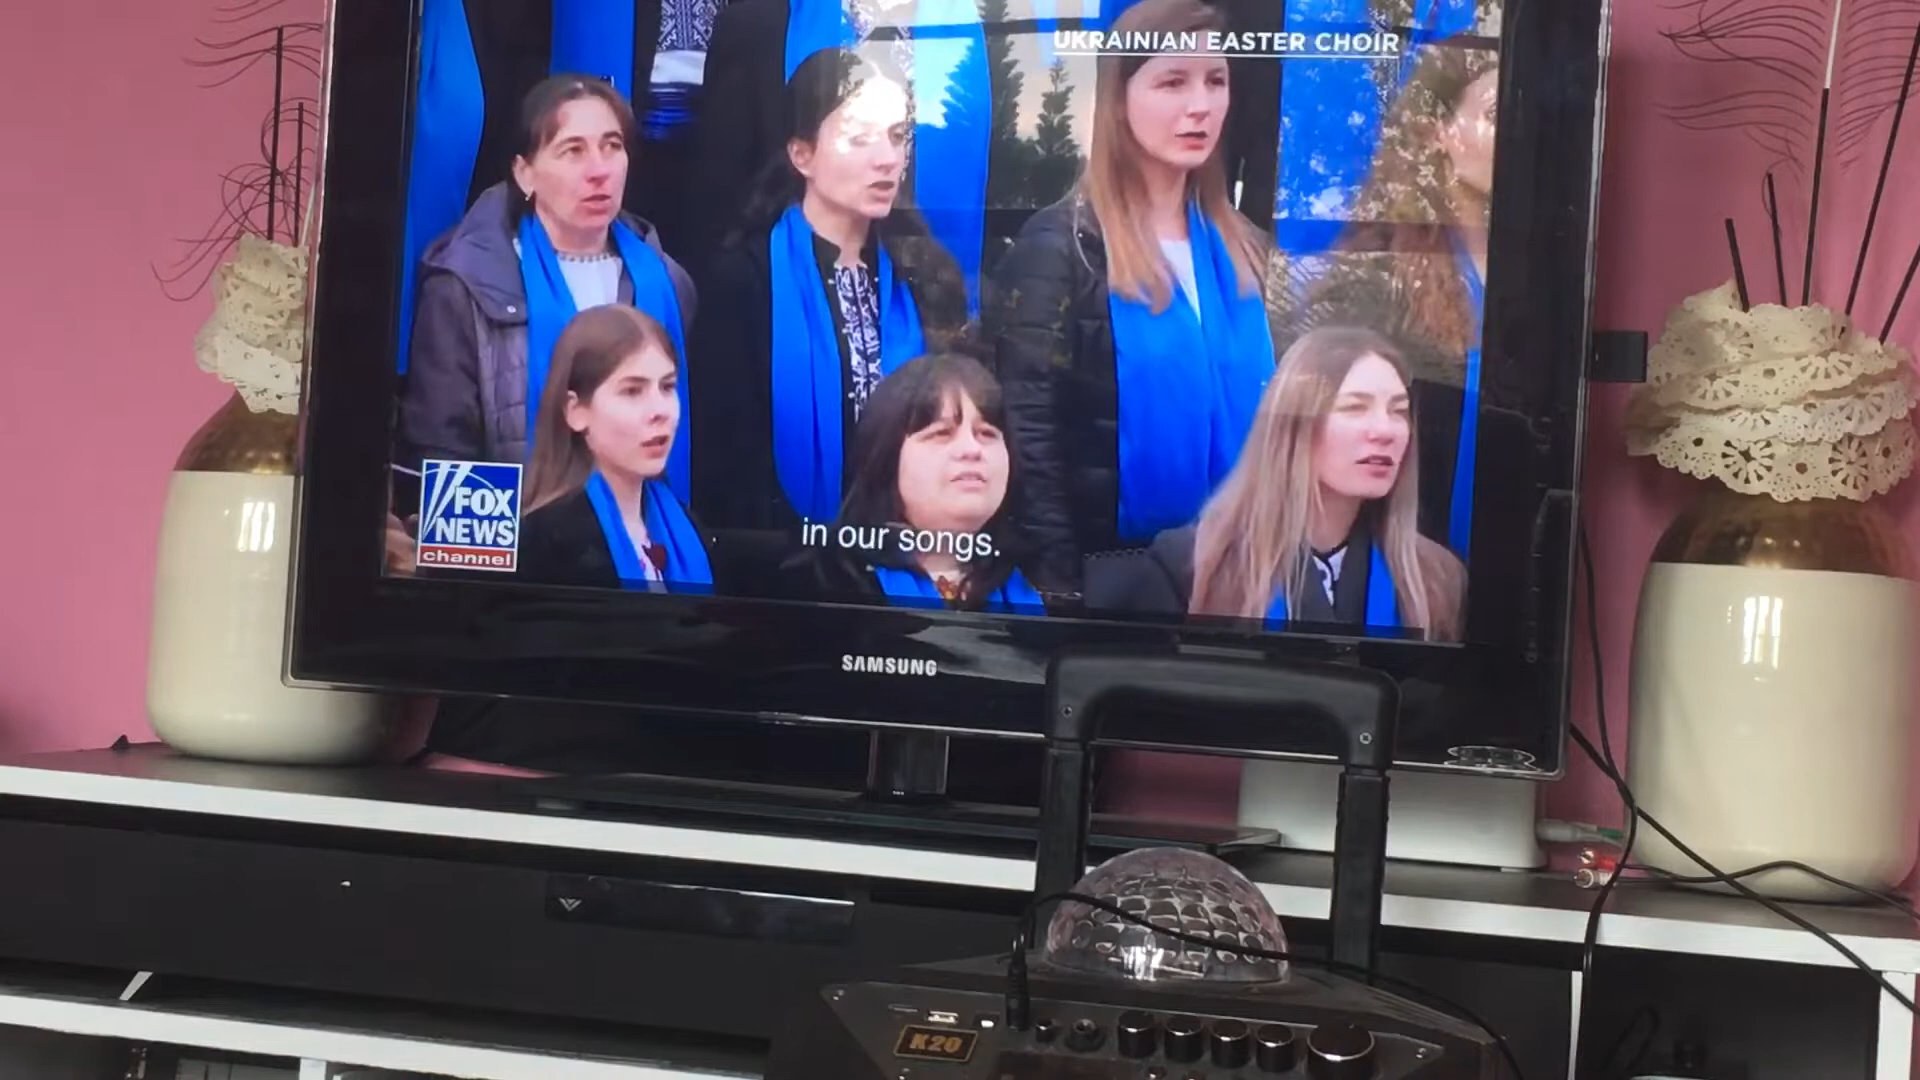 UKRAINIAN EASTER CHOIR
FOX
NEWS
channel
in our songs.
SAMSUNG
K20